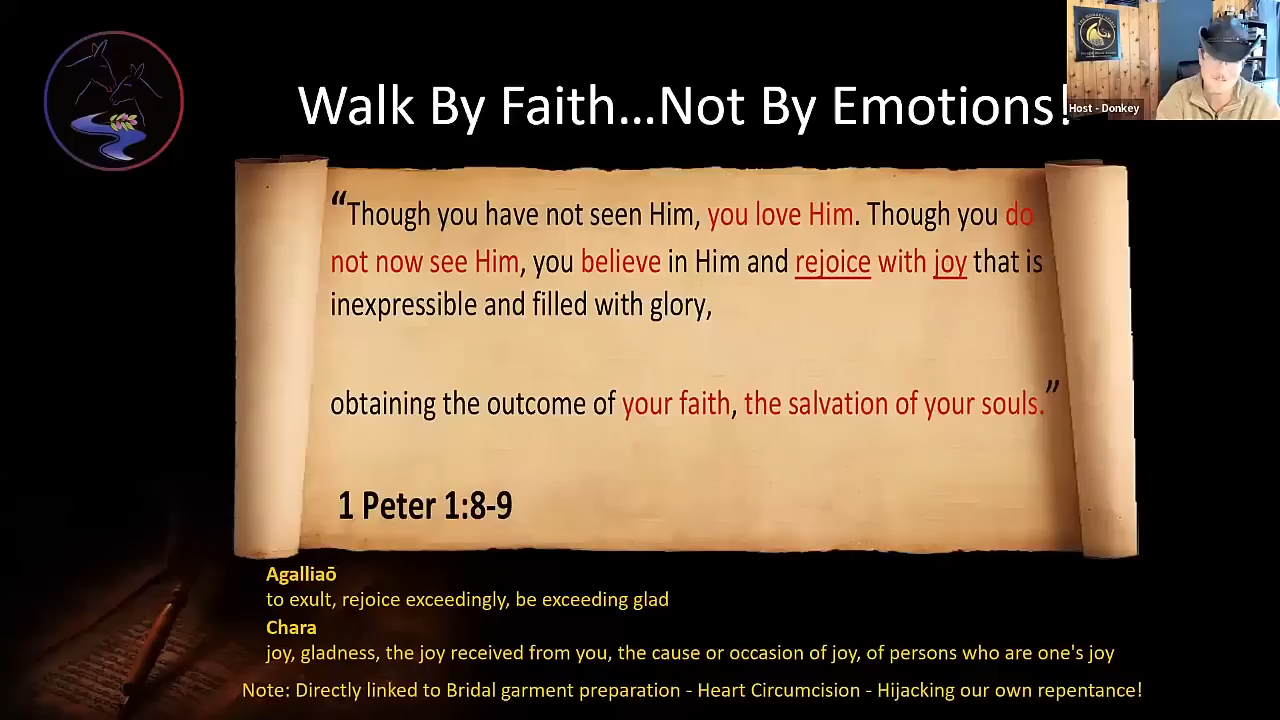 Walk By Faith...Not By Emotions!
Host - Donkey
“Though you have not seen Him, you love Him. Though you do
not now see Him, you believe in Him and rejoice with joy that is
inexpressible and filled with glory,
obtaining the outcome of your faith, the salvation of your souls.”
1 Peter 1:8-9
Agalliaō
to exult, rejoice exceedingly, be exceeding glad
Chara
joy, gladness, the joy received from you, the cause or occasion of joy, of persons who are one's joy
Note: Directly linked to Bridal garment preparation - Heart Circumcision - Hijacking our own repentance!